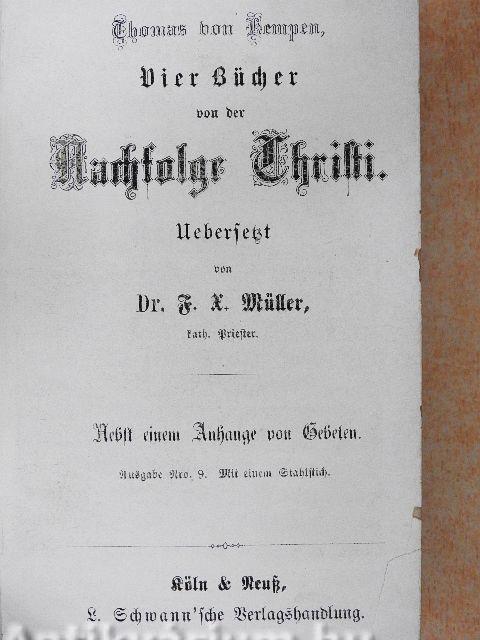 Thomas von Kempen,
Vier Bücher
von der
Nachfolge Christi.
Uebersetzt
von
Dr. F. X. Müller,
kath. Priester.
Nebst einem Anhange von Gebeten.
Ausgabe Nro. 9. Mit einem Stahlstich.
Köln & Neuß,
L. Schwann'sche Verlagshandlung.